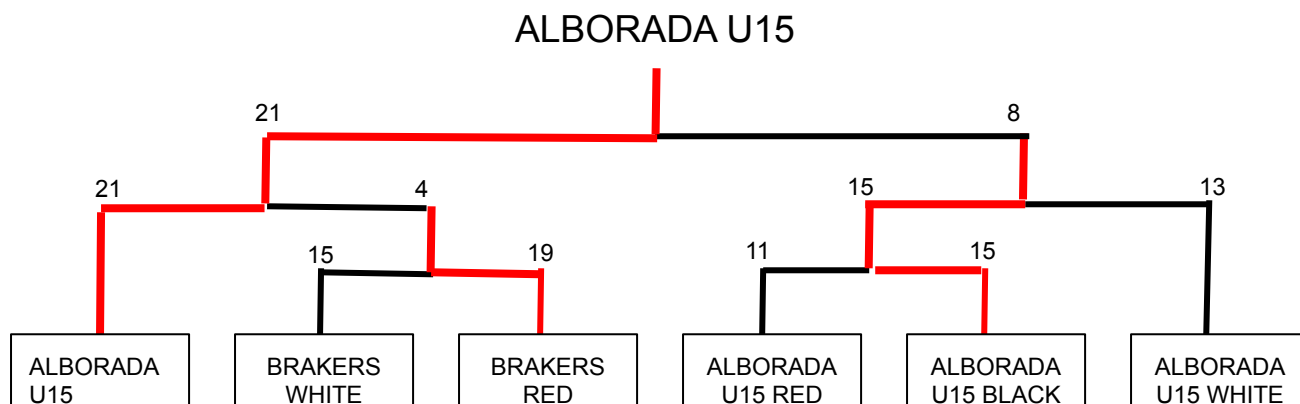 ALBORADA U15
21
8
21
4
15
13
15
19
11
15
ALBORADA
U15
BRAKERS
WHITE
BRAKERS
RED
ALBORADA
U15 RED
ALBORADA
U15 BLACK
ALBORADA
U15 WHITE